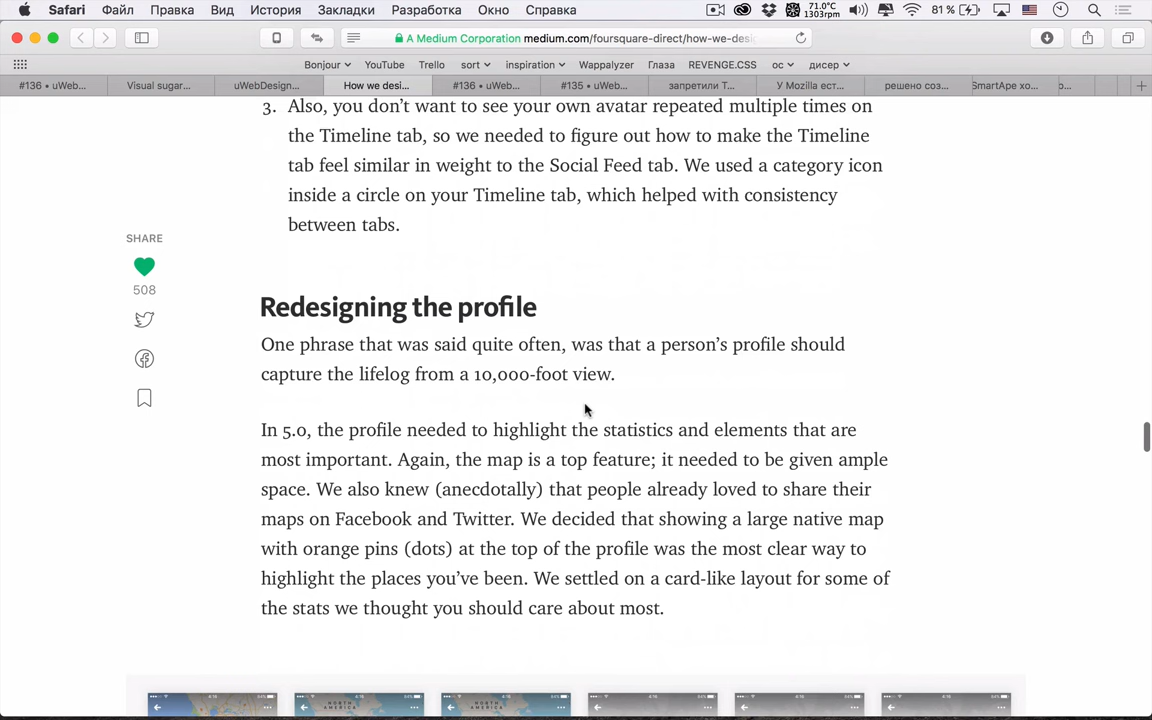 Safari Файл Правка Вид История Закладки Разработка Окно Справка 71.0°C 1303rpm 81 %
A Medium Corporation medium.com/foursquare-direct/how-we-desi
Bonjour YouTube Trello sort inspiration Wappalyzer Глаза REVENGE.CSS ос дисер
#136 • uWeb... Visual sugar... uWebDesign... How we desi... #136 • uWeb... #135 • uWeb... запретили Т... У Mozilla ест... решено соз... SmartApe хо...
3. Also, you don’t want to see your own avatar repeated multiple times on
the Timeline tab, so we needed to figure out how to make the Timeline
tab feel similar in weight to the Social Feed tab. We used a category icon
inside a circle on your Timeline tab, which helped with consistency
between tabs.
SHARE
508
Redesigning the profile
One phrase that was said quite often, was that a person’s profile should
capture the lifelog from a 10,000-foot view.
In 5.0, the profile needed to highlight the statistics and elements that are
most important. Again, the map is a top feature; it needed to be given ample
space. We also knew (anecdotally) that people already loved to share their
maps on Facebook and Twitter. We decided that showing a large native map
with orange pins (dots) at the top of the profile was the most clear way to
highlight the places you’ve been. We settled on a card-like layout for some of
the stats we thought you should care about most.